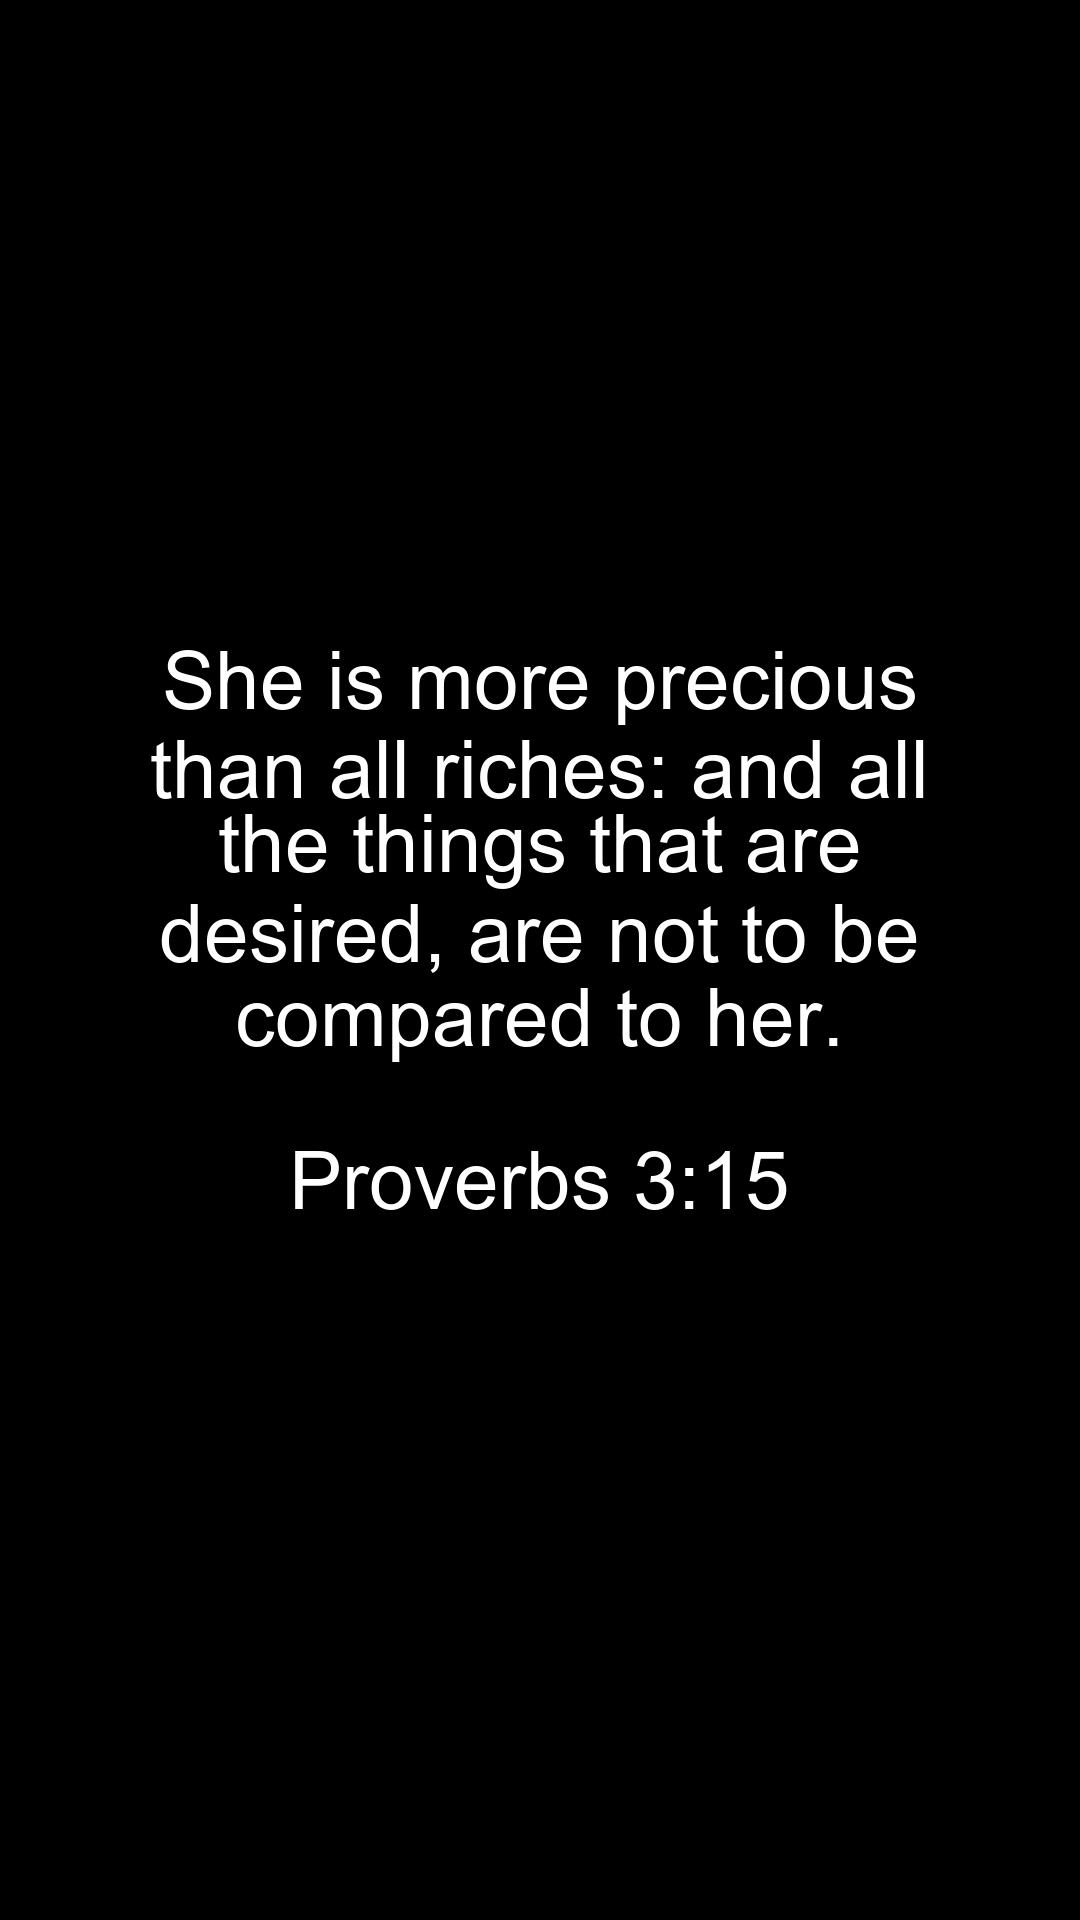 She is more precious
than all riches: and all
the things that are
desired, are not to be
compared to her.
Proverbs 3:15